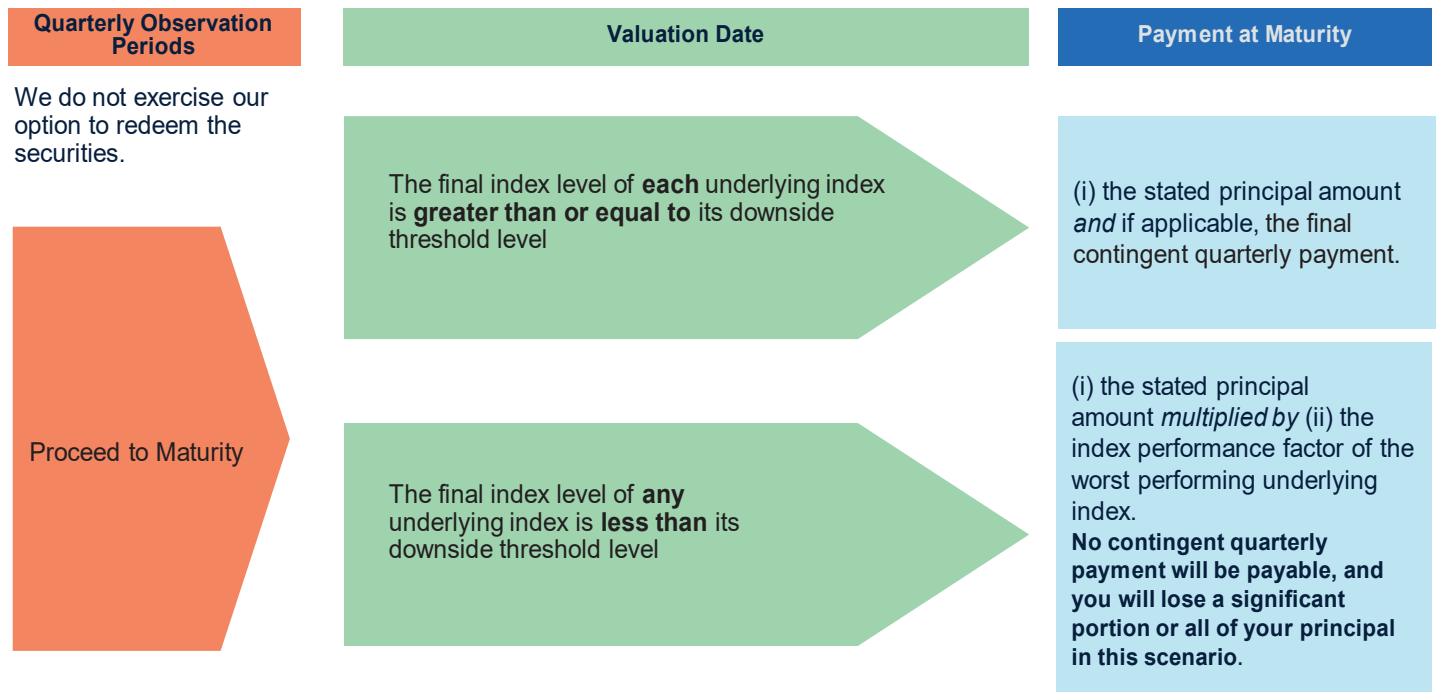 Quarterly Observation
Periods
Valuation Date
Payment at Maturity
We do not exercise our
option to redeem the
securities.
Proceed to Maturity
The final index level of each underlying index
is greater than or equal to its downside
threshold level
(i) the stated principal amount
and if applicable, the final
contingent quarterly payment.
The final index level of any
underlying index is less than its
downside threshold level
(i) the stated principal
amount multiplied by (ii) the
index performance factor of the
worst performing underlying
index.
No contingent quarterly
payment will be payable, and
you will lose a significant
portion or all of your principal
in this scenario.